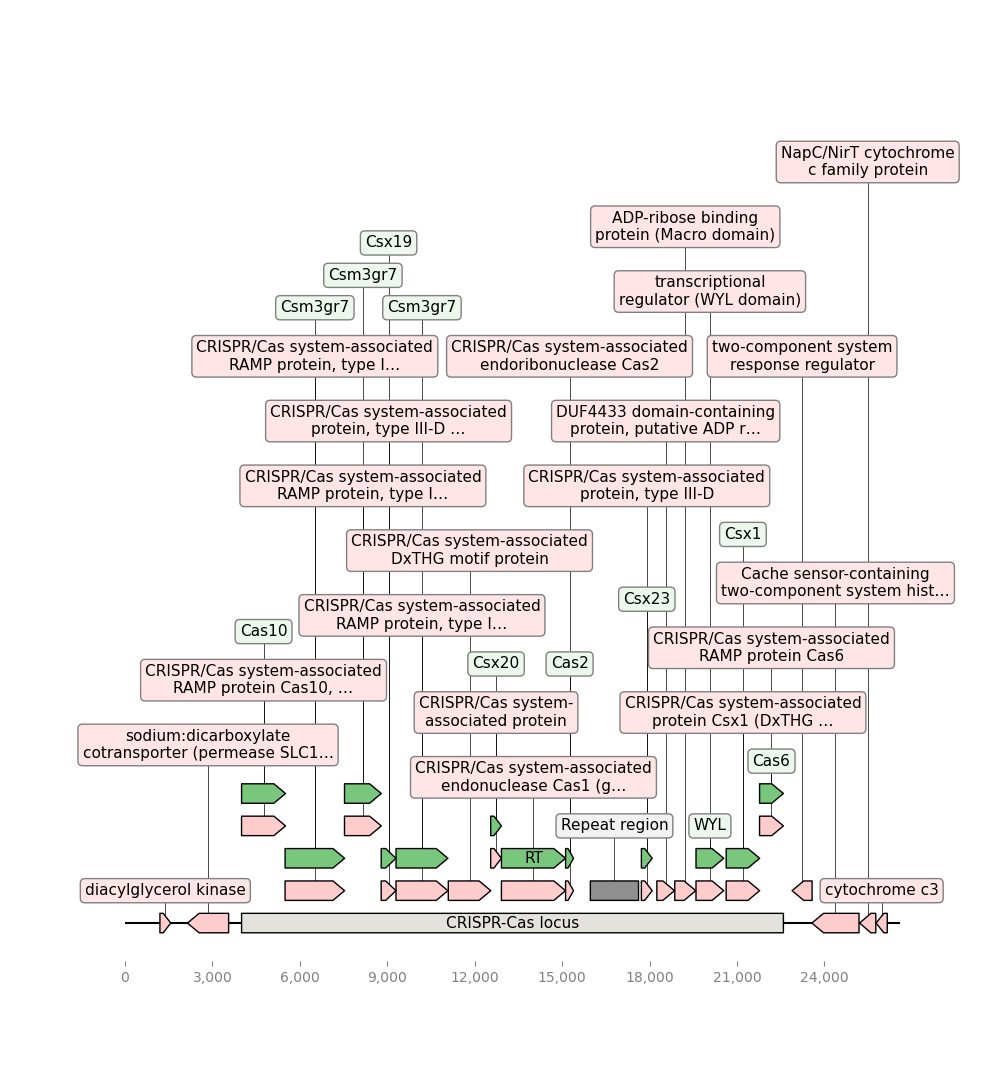 NapC/NirT cytochrome
c family protein
ADP-ribose binding
protein (Macro domain)
Csx19
Csm3gr7
transcriptional
regulator (WYL domain)
Csm3gr7
Csm3gr7
CRISPR/Cas system-associated
RAMP protein, type I…
CRISPR/Cas system-associated
endoribonuclease Cas2
two-component system
response regulator
CRISPR/Cas system-associated
protein, type III-D …
DUF4433 domain-containing
protein, putative ADP r…
CRISPR/Cas system-associated
RAMP protein, type I…
CRISPR/Cas system-associated
protein, type III-D
Csx1
CRISPR/Cas system-associated
DxTHG motif protein
Cache sensor-containing
two-component system hist…
Csx23
CRISPR/Cas system-associated
RAMP protein, type I…
Cas10
CRISPR/Cas system-associated
RAMP protein Cas6
Csx20
Cas2
CRISPR/Cas system-associated
RAMP protein Cas10, …
CRISPR/Cas system-
associated protein
CRISPR/Cas system-associated
protein Csx1 (DxTHG …
sodium:dicarboxylate
cotransporter (permease SLC1…
Cas6
CRISPR/Cas system-associated
endonuclease Cas1 (g…
Repeat region
WYL
RT
diacylglycerol kinase
cytochrome c3
CRISPR-Cas locus
0
3,000
6,000
9,000
12,000
15,000
18,000
21,000
24,000